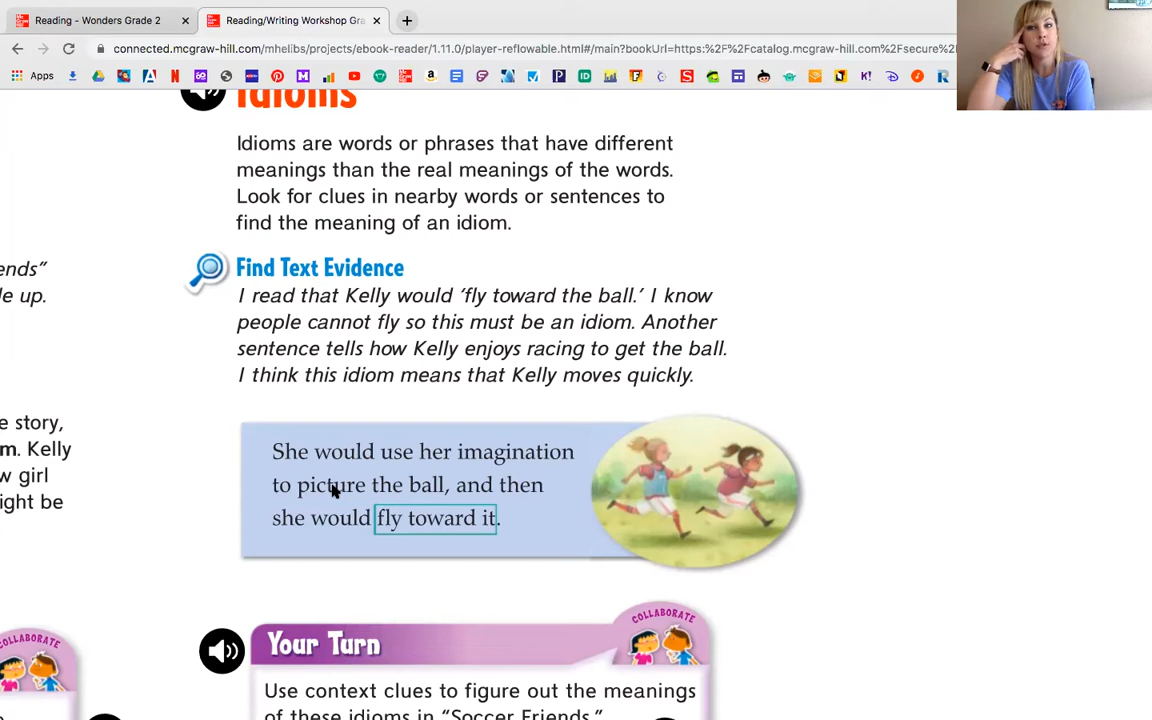 Reading - Wonders Grade 2
Reading/Writing Workshop Gra
connected.mcgraw-hill.com/mhelibs/projects/ebook-reader/1.11.0/player-reflowable.html#/main?bookUrl=https:%2F%2Fcatalog.mcgraw-hill.com%2Fsecure%2F
Apps
Idioms
Idioms are words or phrases that have different
meanings than the real meanings of the words.
Look for clues in nearby words or sentences to
find the meaning of an idiom.
ends”
le up.
Find Text Evidence
I read that Kelly would ‘fly toward the ball.’ I know
people cannot fly so this must be an idiom. Another
sentence tells how Kelly enjoys racing to get the ball.
I think this idiom means that Kelly moves quickly.
e story,
m. Kelly
w girl
ight be
She would use her imagination
to picture the ball, and then
she would fly toward it.
COLLABORATE
COLLABORATE
Your Turn
Use context clues to figure out the meanings
of these idioms in “Soccer Friends.”